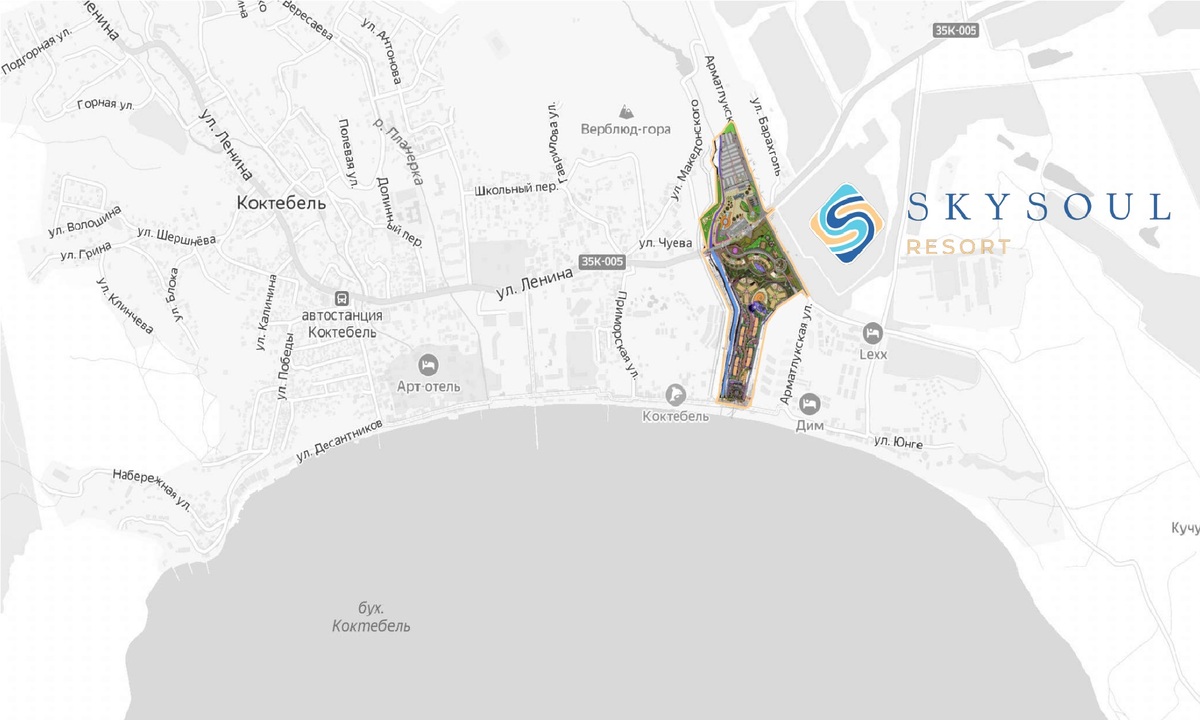 ул. Ленина
Подгорная ул.
Горная ул.
Вересаева
ул. Антонова
35К-005
Арматлукск
ул. Барахголь
ул. Ленина
Полевая ул.
р. Планерка
Гаврилова ул.
Верблюд-гора
ул. Македонского
Школьный пер.
Долинный пер.
Коктебель
SKYSOUL
RESORT
ул. Волошина
ул. Грина
ул. Шершнёва
ул. Чуева
35К-005
ул. Ленина
ул. Клинчева
ул. Блока
ул. Калинина
автостанция
Коктебель
Приморская ул.
Арматлукская ул.
Lexx
ул. Победы
Арт-отель
Коктебель
Дим
ул. Десантников
ул. Юнге
Набережная ул.
Кучу
бух.
Коктебель